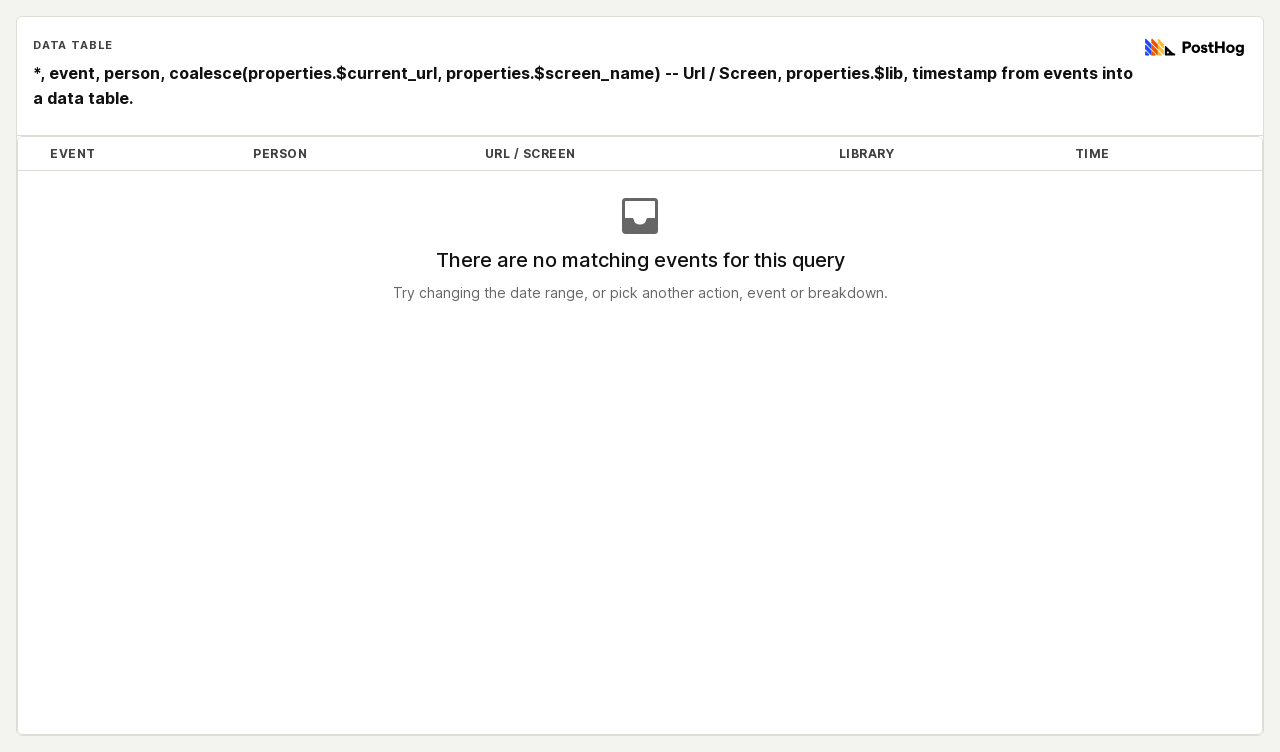 DATA TABLE
PostHog
*, event, person, coalesce(properties.$current_url, properties.$screen_name) -- Url / Screen, properties.$lib, timestamp from events into
a data table.
EVENT PERSON URL / SCREEN LIBRARY TIME
There are no matching events for this query
Try changing the date range, or pick another action, event or breakdown.